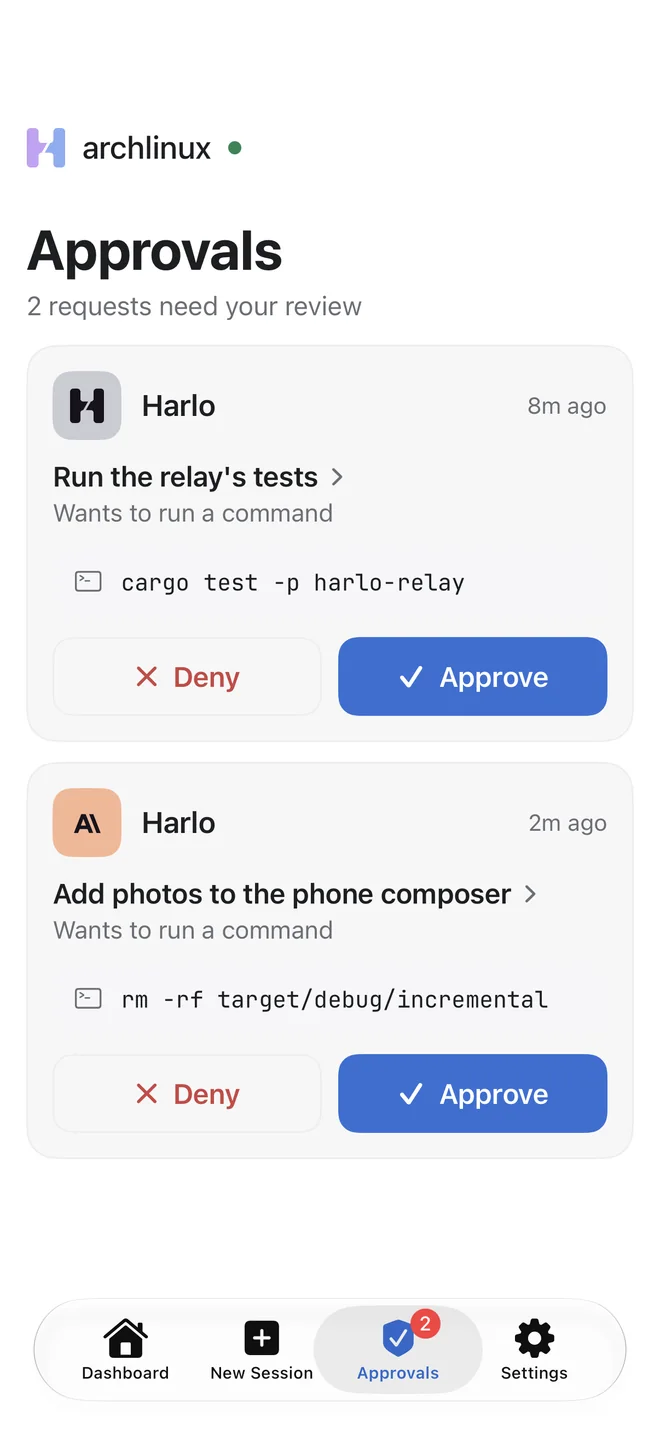 archlinux
Approvals
2 requests need your review
Harlo
8m ago
Run the relay's tests
Wants to run a command
cargo test -p harlo-relay
Deny
Approve
Harlo
2m ago
Add photos to the phone composer
Wants to run a command
rm -rf target/debug/incremental
Deny
Approve
2
Dashboard
New Session
Approvals
Settings